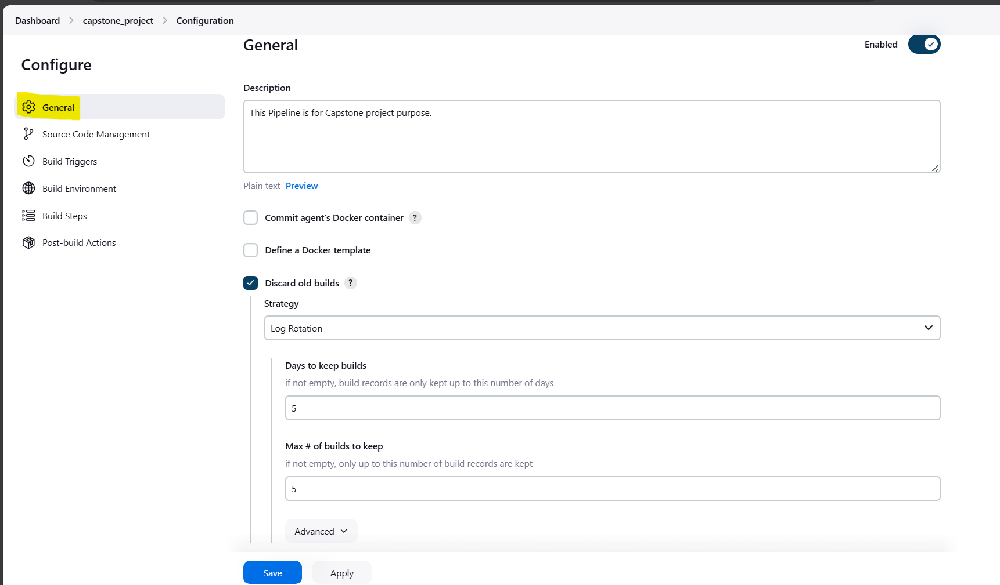 Dashboard > capstone_project > Configuration
Configure
General
Source Code Management
Build Triggers
Build Environment
Build Steps
Post-build Actions
General
Enabled
Description
This Pipeline is for Capstone project purpose.
Plain text Preview
Commit agent's Docker container ?
Define a Docker template
Discard old builds ?
Strategy
Log Rotation
Days to keep builds
if not empty, build records are only kept up to this number of days
5
Max # of builds to keep
if not empty, only up to this number of build records are kept
5
Advanced
Save Apply